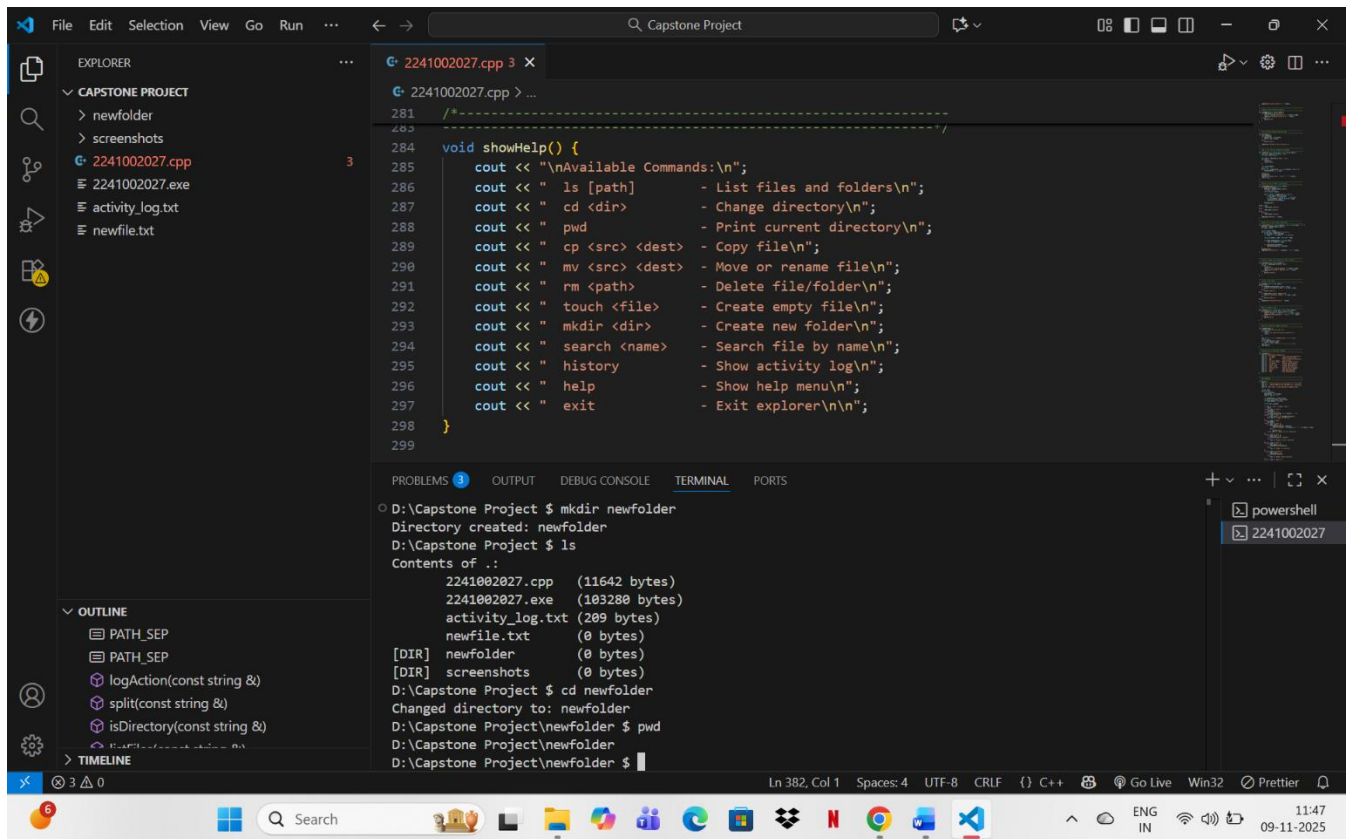 File Edit Selection View Go Run ··· Capstone Project
EXPLORER
CAPSTONE PROJECT
newfolder
screenshots
2241002027.cpp 3
2241002027.exe
activity_log.txt
newfile.txt
OUTLINE
PATH_SEP
PATH_SEP
logAction(const string &)
split(const string &)
isDirectory(const string &)
TIMELINE
2241002027.cpp 3
2241002027.cpp > ...
281 /*-------------------------------------------------------------
283 -------------------------------------------------------------*/
284 void showHelp() {
285 cout << "\nAvailable Commands:\n";
286 cout << "  ls [path]        - List files and folders\n";
287 cout << "  cd <dir>         - Change directory\n";
288 cout << "  pwd              - Print current directory\n";
289 cout << "  cp <src> <dest>  - Copy file\n";
290 cout << "  mv <src> <dest>  - Move or rename file\n";
291 cout << "  rm <path>        - Delete file/folder\n";
292 cout << "  touch <file>     - Create empty file\n";
293 cout << "  mkdir <dir>      - Create new folder\n";
294 cout << "  search <name>    - Search file by name\n";
295 cout << "  history          - Show activity log\n";
296 cout << "  help             - Show help menu\n";
297 cout << "  exit             - Exit explorer\n\n";
298 }
299
PROBLEMS 3 OUTPUT DEBUG CONSOLE TERMINAL PORTS
D:\Capstone Project $ mkdir newfolder
Directory created: newfolder
D:\Capstone Project $ ls
Contents of .:
2241002027.cpp (11642 bytes)
2241002027.exe (103280 bytes)
activity_log.txt (209 bytes)
newfile.txt (0 bytes)
[DIR] newfolder (0 bytes)
[DIR] screenshots (0 bytes)
D:\Capstone Project $ cd newfolder
Changed directory to: newfolder
D:\Capstone Project\newfolder $ pwd
D:\Capstone Project\newfolder
D:\Capstone Project\newfolder $
powershell
2241002027
3 0 Ln 382, Col 1 Spaces: 4 UTF-8 CRLF {} C++ Go Live Win32 Prettier
6 Search ENG 11:47
IN 09-11-2025